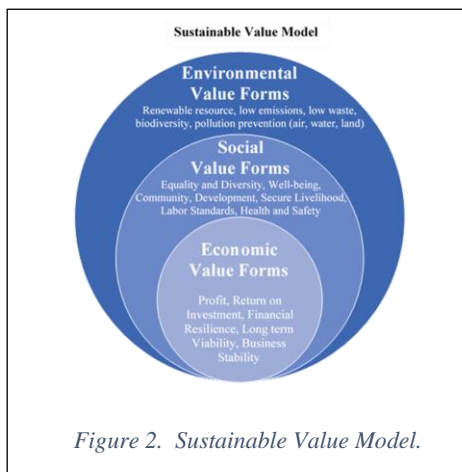 Sustainable Value Model
Environmental
Value Forms
Renewable resource, low emissions, low waste,
biodiversity, pollution prevention (air, water, land)
Social
Value Forms
Equality and Diversity, Well-being,
Community, Development, Secure Livelihood,
Labor Standards, Health and Safety
Economic
Value Forms
Profit, Return on
Investment, Financial
Resilience, Long term
Viability, Business
Stability
Figure 2. Sustainable Value Model.